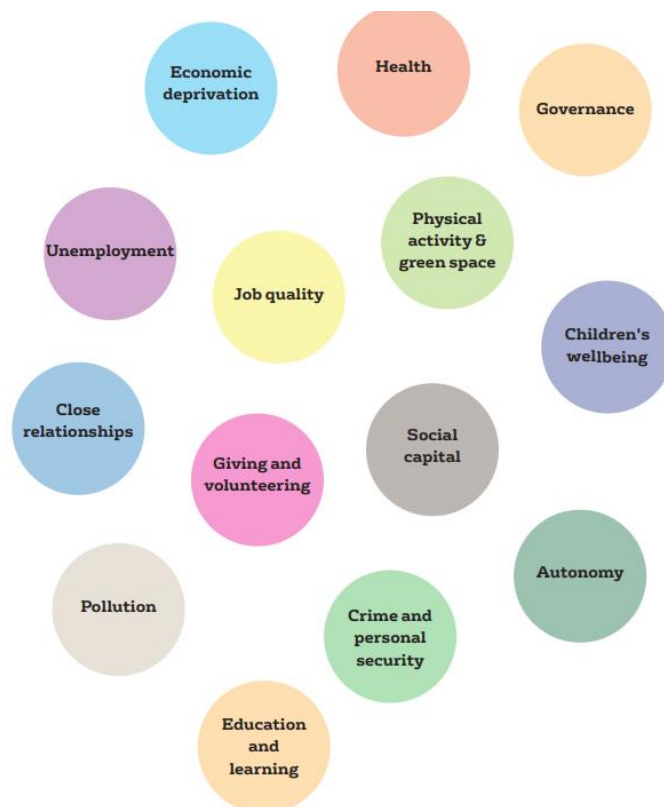 Economic
deprivation
Health
Governance
Unemployment
Job quality
Physical
activity &
green space
Children's
wellbeing
Close
relationships
Giving and
volunteering
Social
capital
Pollution
Crime and
personal
security
Autonomy
Education
and
learning